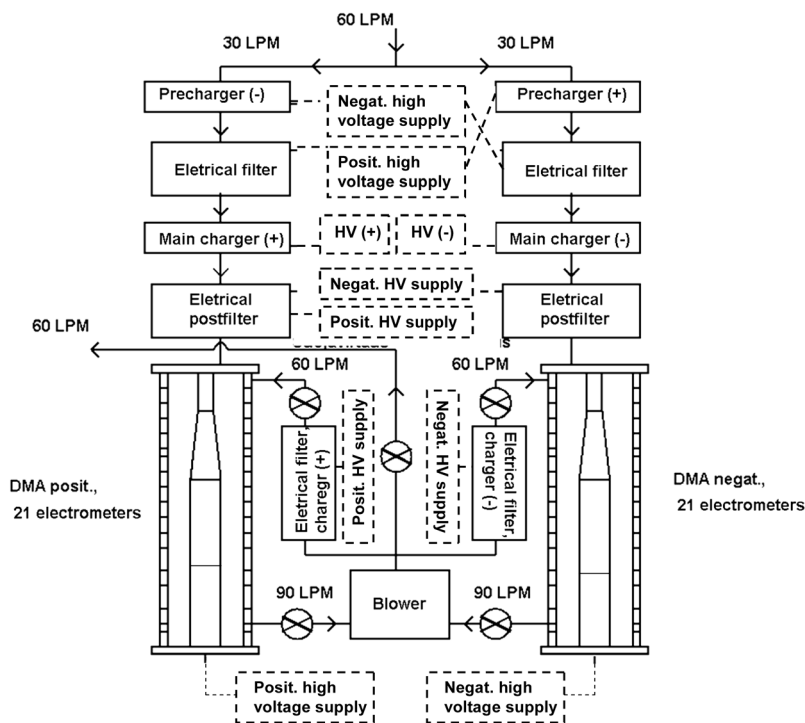 60 LPM
30 LPM
30 LPM
Precharger (-)
Negat. high
voltage supply
Precharger (+)
Eletrical filter
Posit. high
voltage supply
Eletrical filter
Main charger (+)
HV (+)
HV (-)
Main charger (-)
Eletrical
postfilter
Negat. HV supply
Posit. HV supply
Eletrical
postfilter
60 LPM
60 LPM
60 LPM
Eletrical filter,
charegr (+)
Posit. HV supply
Negat. HV supply
Eletrical filter,
charger (-)
DMA posit.,
21 electrometers
DMA negat.,
21 electrometers
90 LPM
Blower
90 LPM
Posit. high
voltage supply
Negat. high
voltage supply